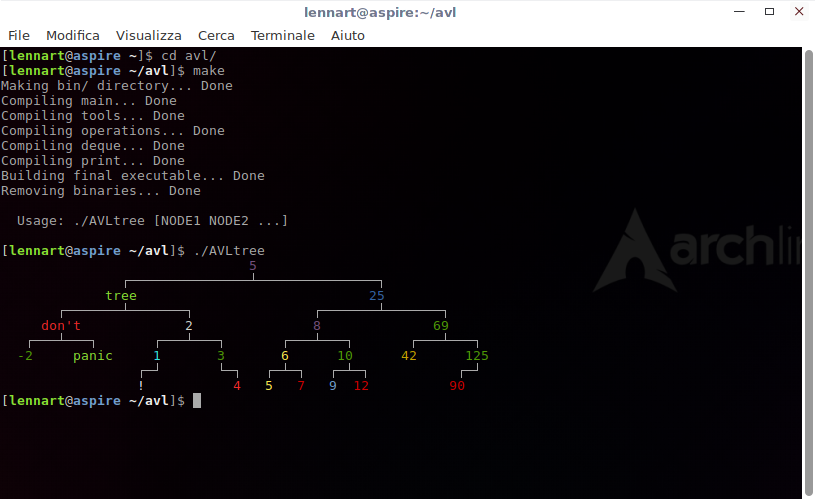 lennart@aspire:~/avl
File Modifica Visualizza Cerca Terminale Aiuto
[lennart@aspire ~]$ cd avl/
[lennart@aspire ~/avl]$ make
Making bin/ directory... Done
Compiling main... Done
Compiling tools... Done
Compiling operations... Done
Compiling deque... Done
Compiling print... Done
Building final executable... Done
Removing binaries... Done
Usage: ./AVLtree [NODE1 NODE2 ...]
[lennart@aspire ~/avl]$ ./AVLtree
5
tree 25
don't 2 8 69
-2 panic 1 3 6 10 42 125
! 4 5 7 9 12 90
[lennart@aspire ~/avl]$
archlin